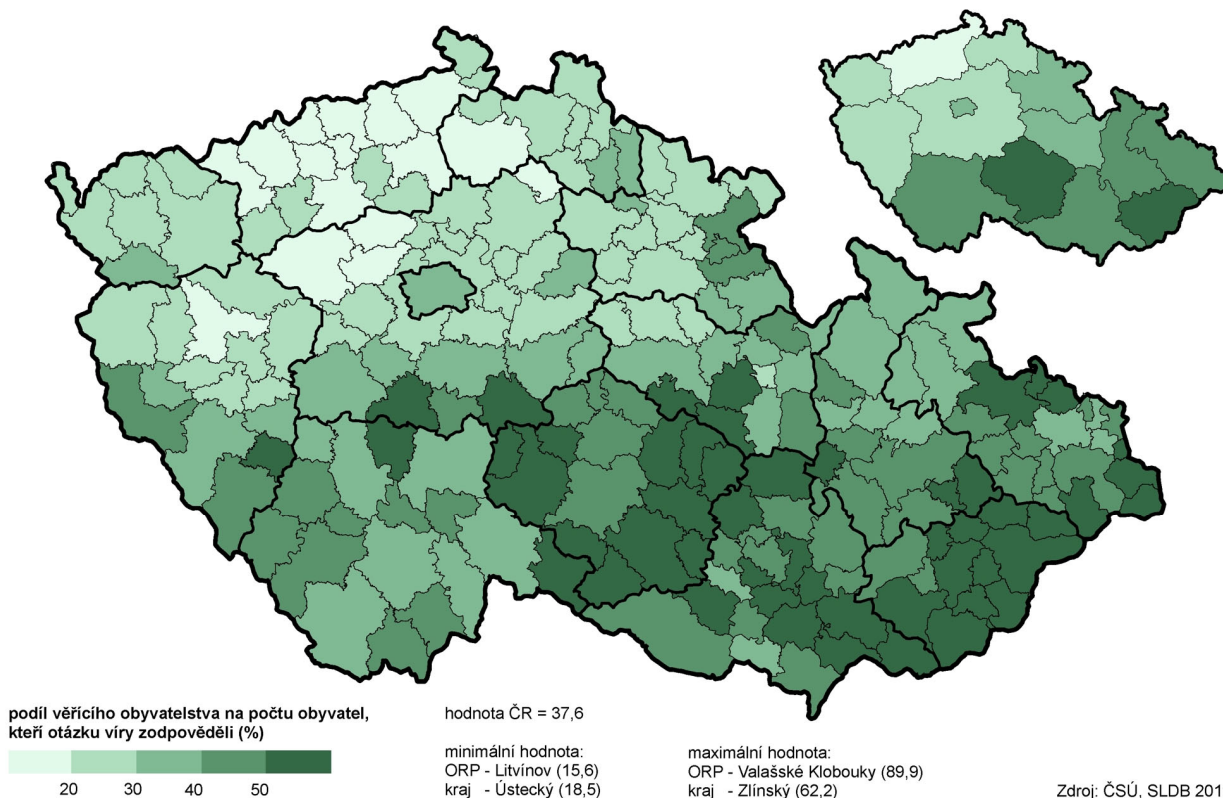 podíl věřícího obyvatelstva na počtu obyvatel,
kteří otázku víry zodpověděli (%)
20 30 40 50
hodnota ČR = 37,6
minimální hodnota:
ORP - Litvínov (15,6)
kraj - Ústecký (18,5)
maximální hodnota:
ORP - Valašské Klobouky (89,9)
kraj - Zlínský (62,2)
Zdroj: ČSÚ, SLDB 201